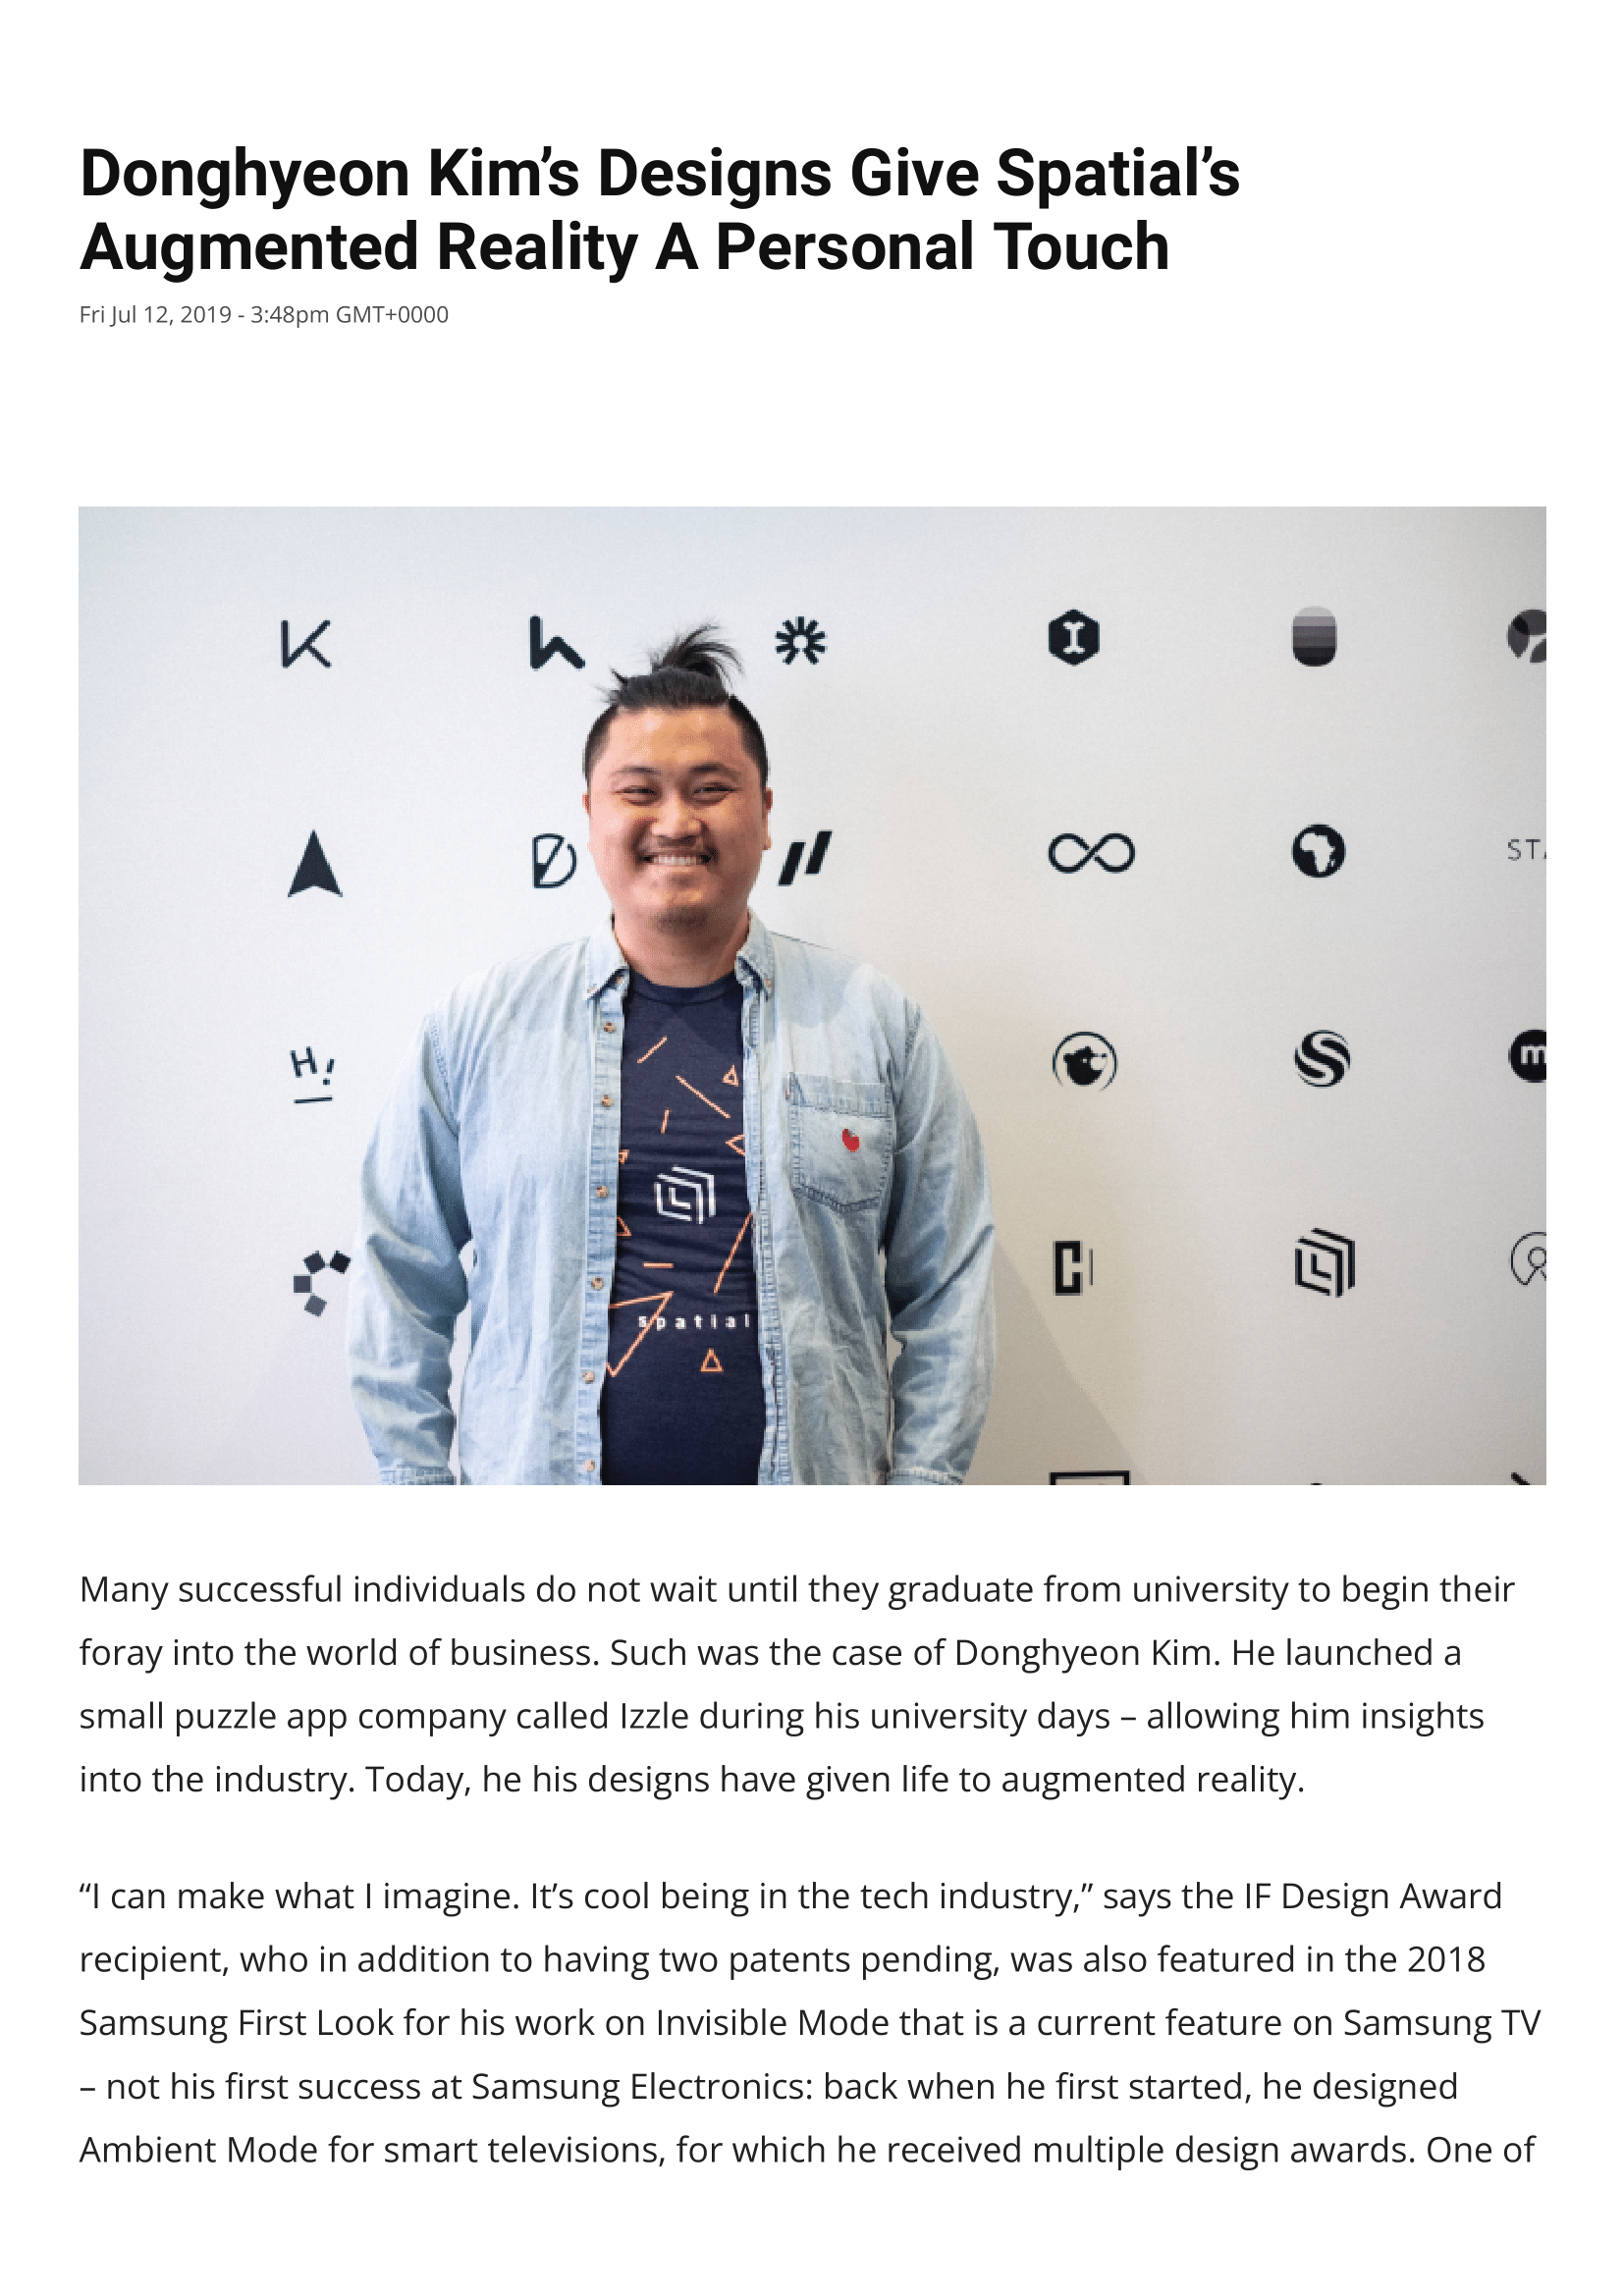 Donghyeon Kim’s Designs Give Spatial’s
Augmented Reality A Personal Touch
Fri Jul 12, 2019 - 3:48pm GMT+0000
H!
ST
m
spatial
Many successful individuals do not wait until they graduate from university to begin their
foray into the world of business. Such was the case of Donghyeon Kim. He launched a
small puzzle app company called Izzle during his university days – allowing him insights
into the industry. Today, he his designs have given life to augmented reality.
“I can make what I imagine. It’s cool being in the tech industry,” says the IF Design Award
recipient, who in addition to having two patents pending, was also featured in the 2018
Samsung First Look for his work on Invisible Mode that is a current feature on Samsung TV
– not his first success at Samsung Electronics: back when he first started, he designed
Ambient Mode for smart televisions, for which he received multiple design awards. One of